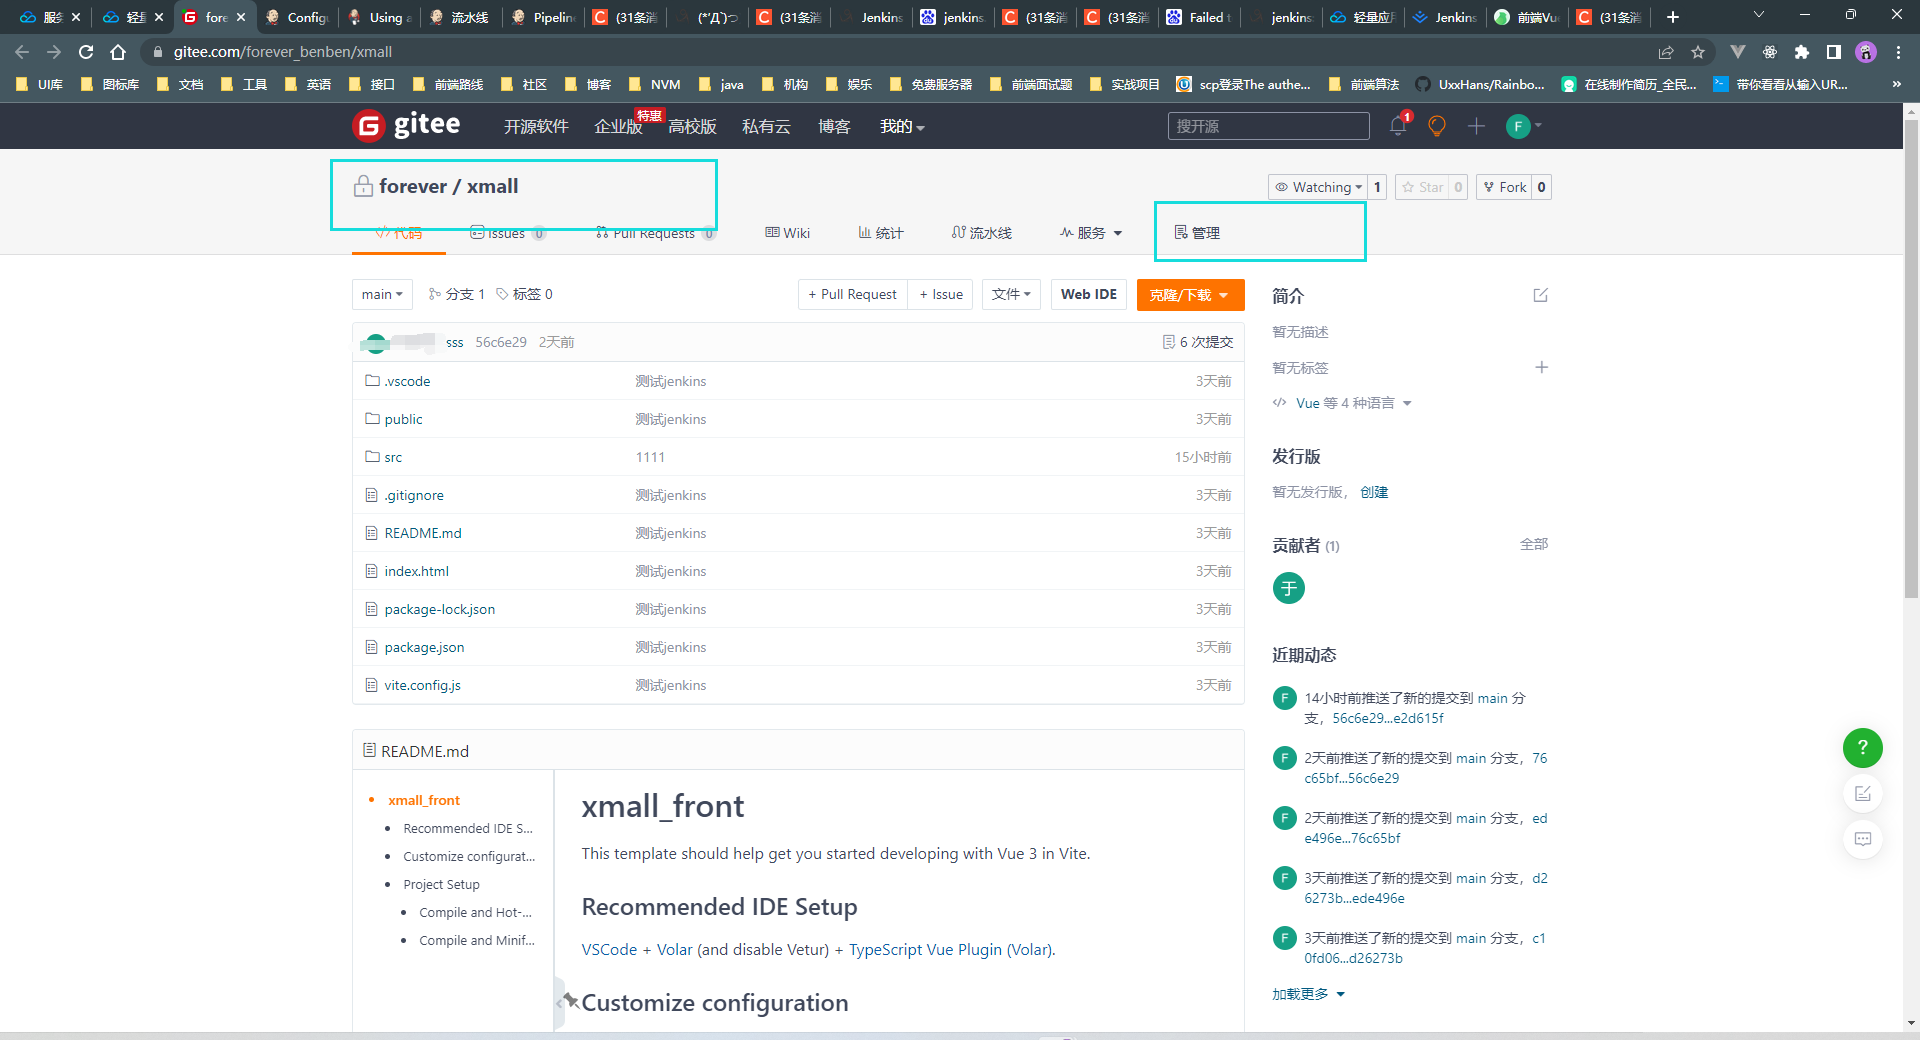 服务 轻量 fore Configu Using a 流水线 Pipeline (31条消 (*'Д`)つ (31条消 Jenkins jenkins (31条消 (31条消 Failed t jenkins 轻量应用 Jenkins 前端Vue (31条消
gitee.com/forever_benben/xmall
UI库 图标库 文档 工具 英语 接口 前端路线 社区 博客 NVM java 机构 娱乐 免费服务器 前端面试题 实战项目 scp登录The authe... 前端算法 UxxHans/Rainbo... 在线制作简历_全民... 带你看看从输入UR... »
gitee 开源软件 企业版 特惠 高校版 私有云 博客 我的 搜开源 1 F
forever / xmall
Watching 1 Star 0 Fork 0
代码 Issues 0 Pull Requests 0 Wiki 统计 流水线 服务 管理
main 分支 1 标签 0 + Pull Request + Issue 文件 Web IDE 克隆/下载
sss 56c6e29 2天前 6 次提交
.vscode 测试jenkins 3天前
public 测试jenkins 3天前
src 1111 15小时前
.gitignore 测试jenkins 3天前
README.md 测试jenkins 3天前
index.html 测试jenkins 3天前
package-lock.json 测试jenkins 3天前
package.json 测试jenkins 3天前
vite.config.js 测试jenkins 3天前
README.md
xmall_front
Recommended IDE S...
Customize configurat...
Project Setup
Compile and Hot-...
Compile and Minif...
xmall_front
This template should help get you started developing with Vue 3 in Vite.
Recommended IDE Setup
VSCode + Volar (and disable Vetur) + TypeScript Vue Plugin (Volar).
Customize configuration
简介
暂无描述
暂无标签
Vue 等 4 种语言
发行版
暂无发行版， 创建
贡献者 (1) 全部
于
近期动态
F 14小时前推送了新的提交到 main 分
支，56c6e29...e2d615f
F 2天前推送了新的提交到 main 分支，76
c65bf...56c6e29
F 2天前推送了新的提交到 main 分支，ed
e496e...76c65bf
F 3天前推送了新的提交到 main 分支，d2
6273b...ede496e
F 3天前推送了新的提交到 main 分支，c1
0fd06...d26273b
加载更多
?